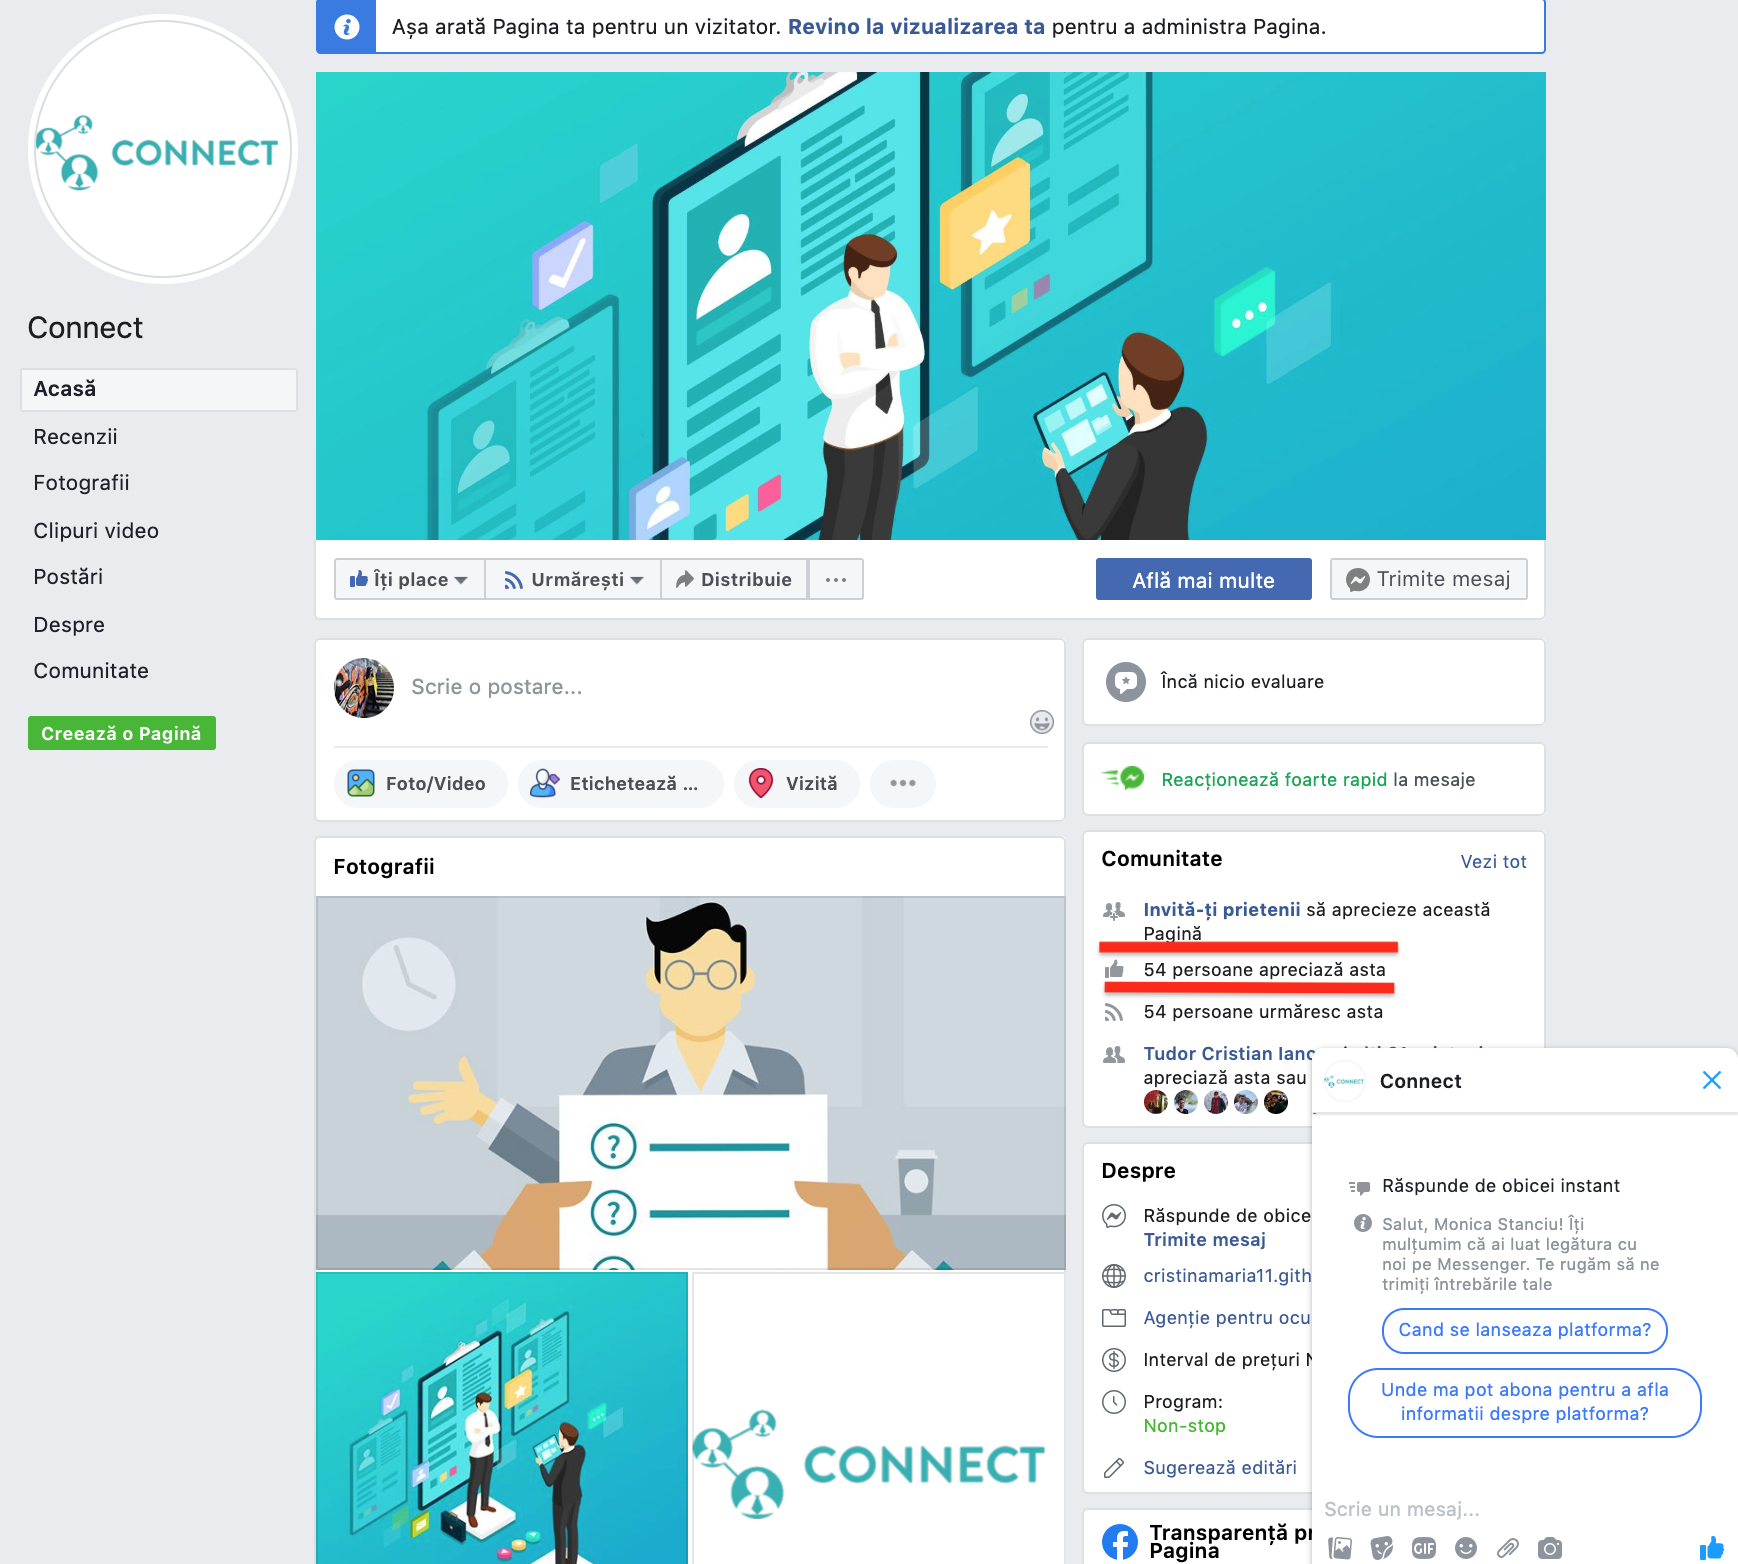 Așa arată Pagina ta pentru un vizitator. Revino la vizualizarea ta pentru a administra Pagina.
CONNECT
Connect
Acasă
Recenzii
Fotografii
Clipuri video
Postări
Despre
Comunitate
Creează o Pagină
Îți place
Urmărești
Distribuie
Află mai multe
Trimite mesaj
Scrie o postare...
Foto/Video
Etichetează ...
Vizită
Fotografii
?
?
CONNECT
Încă nicio evaluare
Reacționează foarte rapid la mesaje
Comunitate
Vezi tot
Invită-ți prietenii să aprecieze această
Pagină
54 persoane apreciază asta
54 persoane urmăresc asta
Tudor Cristian Ianc
apreciază asta sau
Despre
Răspunde de obice
Trimite mesaj
cristinamaria11.gith
Agenție pentru ocu
Interval de prețuri
Program:
Non-stop
Sugerează editări
Transparență pr
Pagina
CONNECT
Connect
Răspunde de obicei instant
Salut, Monica Stanciu! Îți
mulțumim că ai luat legătura cu
noi pe Messenger. Te rugăm să ne
trimiți întrebările tale
Cand se lanseaza platforma?
Unde ma pot abona pentru a afla
informatii despre platforma?
Scrie un mesaj...
GIF